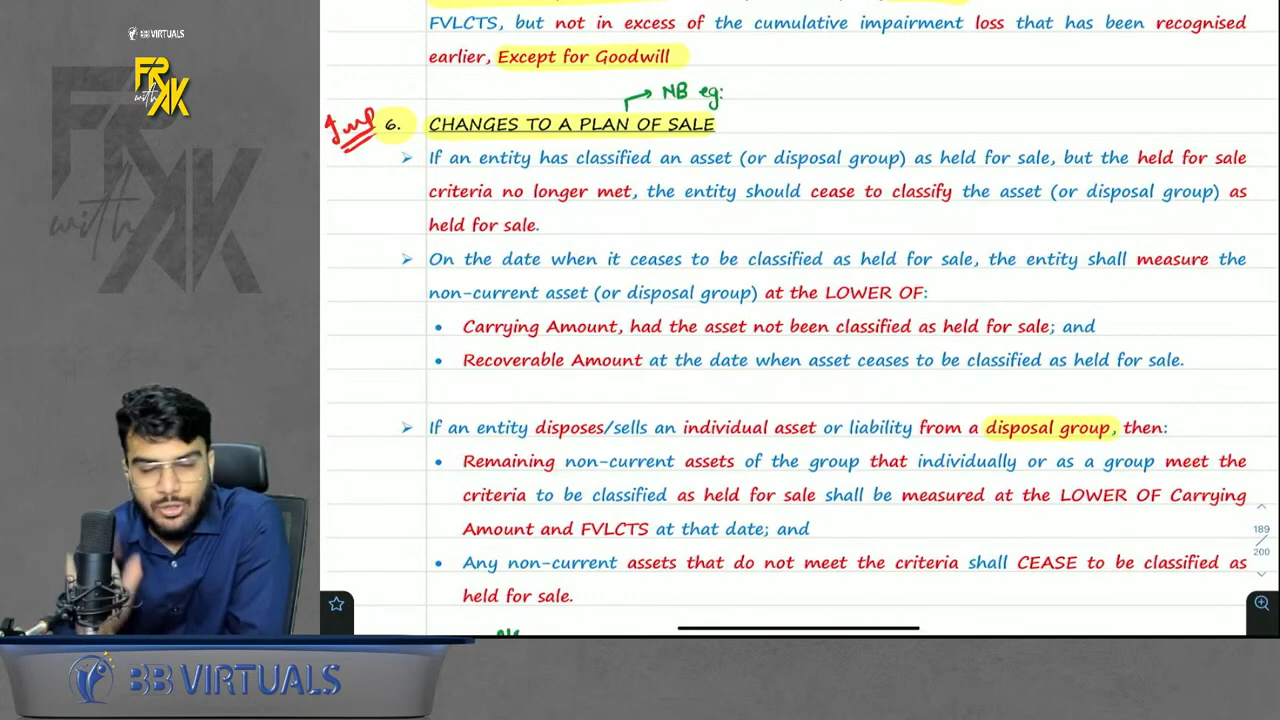 BB VIRTUALS
FR
with AK
FR
with AK
FVLCTS, but not in excess of the cumulative impairment loss that has been recognised
earlier, Except for Goodwill
NB eg:
Imp
6. CHANGES TO A PLAN OF SALE
➢ If an entity has classified an asset (or disposal group) as held for sale, but the held for sale
criteria no longer met, the entity should cease to classify the asset (or disposal group) as
held for sale.
➢ On the date when it ceases to be classified as held for sale, the entity shall measure the
non-current asset (or disposal group) at the LOWER OF:
• Carrying Amount, had the asset not been classified as held for sale; and
• Recoverable Amount at the date when asset ceases to be classified as held for sale.
➢ If an entity disposes/sells an individual asset or liability from a disposal group, then:
• Remaining non-current assets of the group that individually or as a group meet the
criteria to be classified as held for sale shall be measured at the LOWER OF Carrying
Amount and FVLCTS at that date; and
• Any non-current assets that do not meet the criteria shall CEASE to be classified as
held for sale.
189
200
BB VIRTUALS